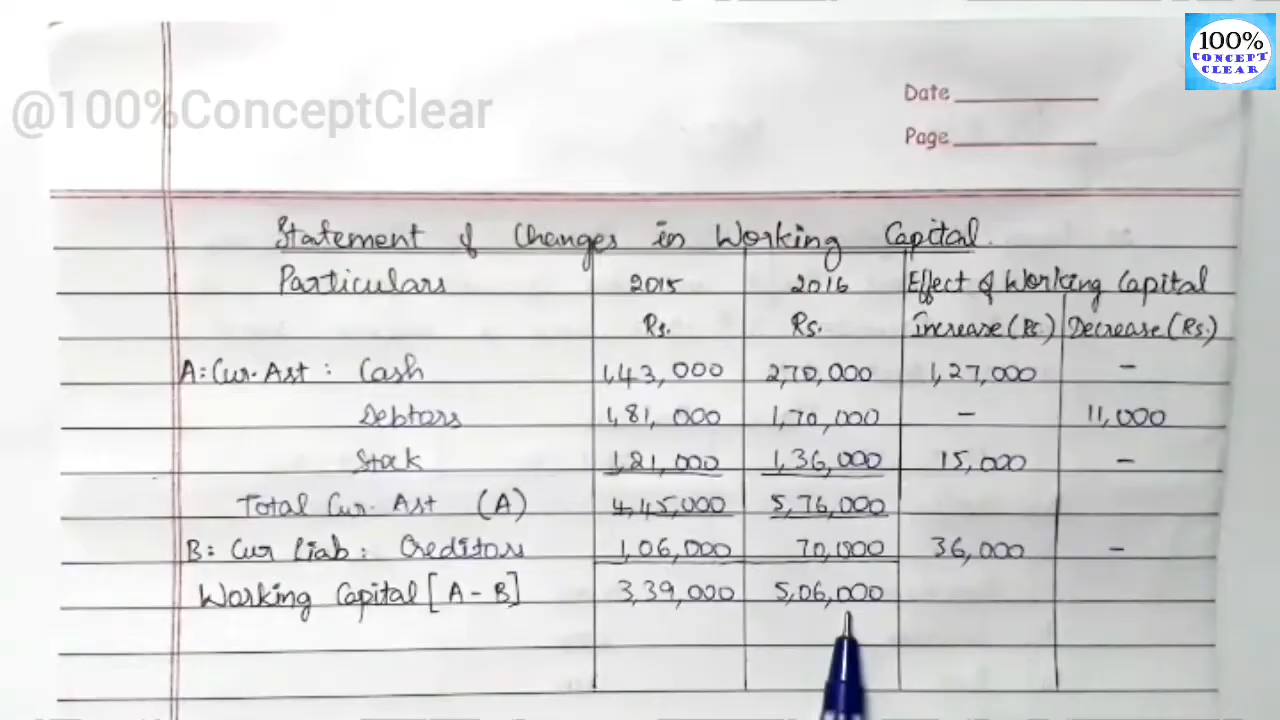 100%
CONCEPT
CLEAR
@100%ConceptClear
Date
Page
Statement of Changes in Working Capital.
Particulars 2015 2016 Effect of Working Capital
Rs. Rs. Increase (Rs.) Decrease (Rs.)
A: Cur. Ast : Cash 1,43,000 2,70,000 1,27,000 -
Debtors 1,81,000 1,70,000 - 11,000
Stock 1,21,000 1,36,000 15,000 -
Total Cur. Ast (A) 4,45,000 5,76,000
B: Cur Liab: Creditors 1,06,000 70,000 36,000 -
Working Capital [A - B] 3,39,000 5,06,000